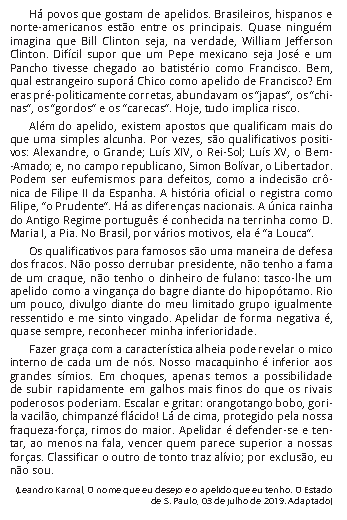 Há povos que gostam de apelidos. Brasileiros, hispanos e
norte-americanos estão entre os principais. Quase ninguém
imagina que Bill Clinton seja, na verdade, William Jefferson
Clinton. Difícil supor que um Pepe mexicano seja José e um
Pancho tivesse chegado ao batistério como Francisco. Bem,
qual estrangeiro suporá Chico como apelido de Francisco? Em
eras pré-politicamente corretas, abundavam os “japas”, os “chi-
nas”, os “gordos” e os “carecas”. Hoje, tudo implica risco.
Além do apelido, existem apostos que qualificam mais do
que uma simples alcunha. Por vezes, são qualificativos positi-
vos: Alexandre, o Grande; Luís XIV, o Rei-Sol; Luís XV, o Bem-
-Amado; e, no campo republicano, Simon Bolívar, o Libertador.
Podem ser eufemismos para defeitos, como a indecisão crô-
nica de Filipe II da Espanha. A história oficial o registra como
Filipe, “o Prudente”. Há as diferenças nacionais. A única rainha
do Antigo Regime português é conhecida na terrinha como D.
Maria I, a Pia. No Brasil, por vários motivos, ela é “a Louca”.
Os qualificativos para famosos são uma maneira de defesa
dos fracos. Não posso derrubar presidente, não tenho a fama
de um craque, não tenho o dinheiro de fulano: tasco-lhe um
apelido como a vingança do bagre diante do hipopótamo. Rio
um pouco, divulgo diante do meu limitado grupo igualmente
ressentido e me sinto vingado. Apelidar de forma negativa é,
quase sempre, reconhecer minha inferioridade.
Fazer graça com a característica alheia pode revelar o mico
interno de cada um de nós. Nosso macaquinho é inferior aos
grandes símios. Em choques, apenas temos a possibilidade
de subir rapidamente em galhos mais finos do que os rivais
poderosos poderiam. Escalar e gritar: orangotango bobo, gori-
la vacilão, chimpanzé flácido! Lá de cima, protegido pela nossa
fraqueza-força, rimos do maior. Apelidar é defender-se e ten-
tar, ao menos na fala, vencer quem parece superior a nossas
forças. Classificar o outro de tonto traz alívio; por exclusão, eu
não sou.
(Leandro Karnal, O nome que eu desejo e o apelido que eu tenho. O Estado
de S. Paulo, 03 de julho de 2019. Adaptado)